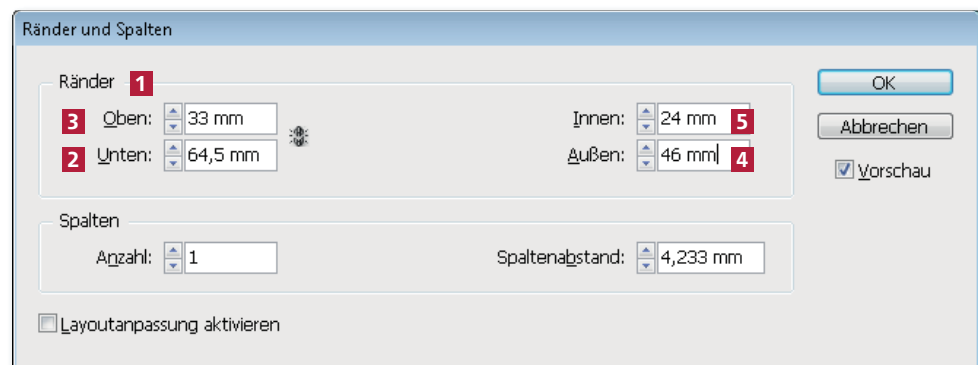 Ränder und Spalten
Ränder 1
OK
3 Oben: 33 mm Innen: 24 mm 5
Abbrechen
2 Unten: 64,5 mm Außen: 46 mm 4
Vorschau
Spalten
Anzahl: 1 Spaltenabstand: 4,233 mm
Layoutanpassung aktivieren